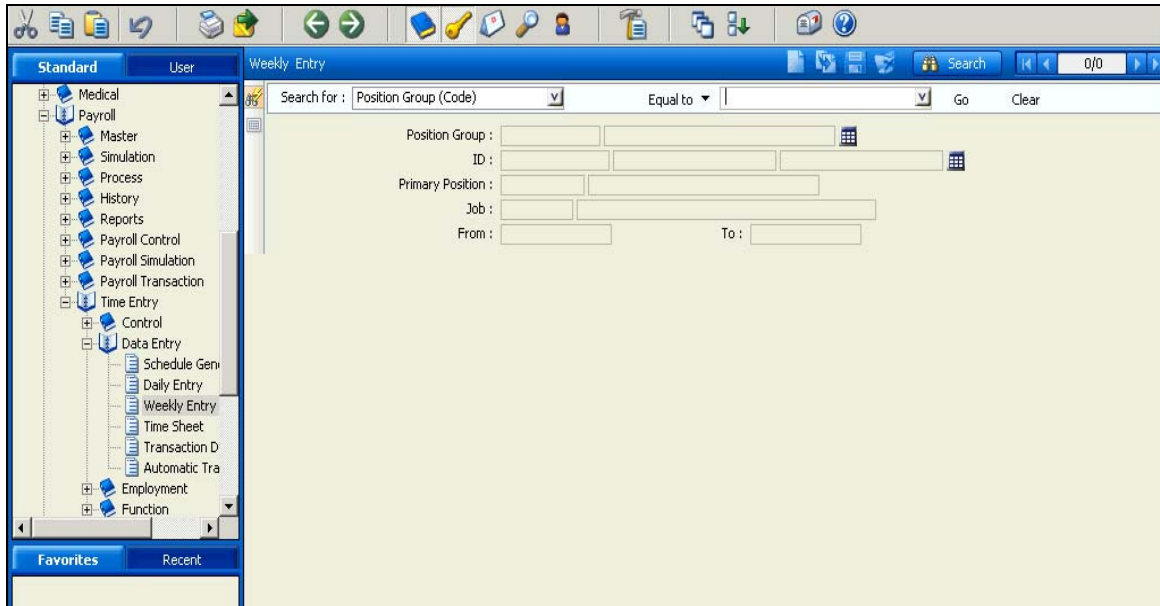 Standard User
Weekly Entry
Search
0/0
Medical
Payroll
Master
Simulation
Process
History
Reports
Payroll Control
Payroll Simulation
Payroll Transaction
Time Entry
Control
Data Entry
Schedule Gen
Daily Entry
Weekly Entry
Time Sheet
Transaction D
Automatic Tra
Employment
Function
Favorites Recent
Search for : Position Group (Code) Equal to Go Clear
Position Group :
ID :
Primary Position :
Job :
From : To :